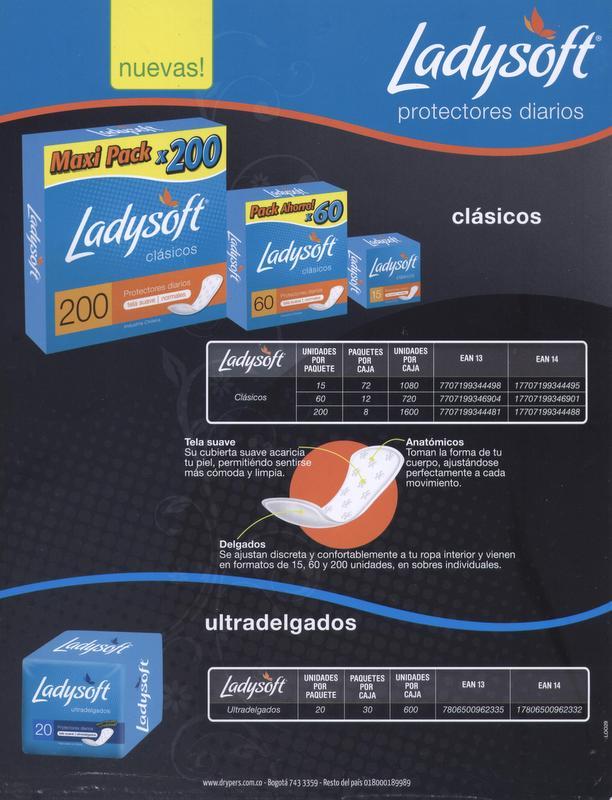 nuevas!
Ladysoft®
protectores diarios
Maxi Pack x200
Ladysoft
Ladysoft
clásicos
200
Protectores diarios
tela suave | normales
Industria Chilena
Pack Ahorro! x60
Ladysoft
Ladysoft
clásicos
60
Protectores diarios
Ladysoft
Ladysoft
15
clásicos
Ladysoft UNIDADES POR PAQUETE PAQUETES POR CAJA UNIDADES POR CAJA EAN 13 EAN 14
Clásicos
15 72 1080 7707199344498 17707199344495
60 12 720 7707199346904 17707199346901
200 8 1600 7707199344481 17707199344488
Tela suave
Su cubierta suave acaricia
tu piel, permitiéndo sentirse
más cómoda y limpia.
Anatómicos
Toman la forma de tu
cuerpo, ajustándose
perfectamente a cada
movimiento.
Delgados
Se ajustan discreta y confortablemente a tu ropa interior y vienen
en formatos de 15, 60 y 200 unidades, en sobres individuales.
ultradelgados
Ladysoft
Ladysoft
Ladysoft
ultradelgados
20
Protectores diarios
Ladysoft UNIDADES POR PAQUETE PAQUETES POR CAJA UNIDADES POR CAJA EAN 13 EAN 14
Ultradelgados 20 30 600 7806500962335 17806500962332
www.drypers.com.co - Bogotá 743 3359 - Resto del país 018000189989